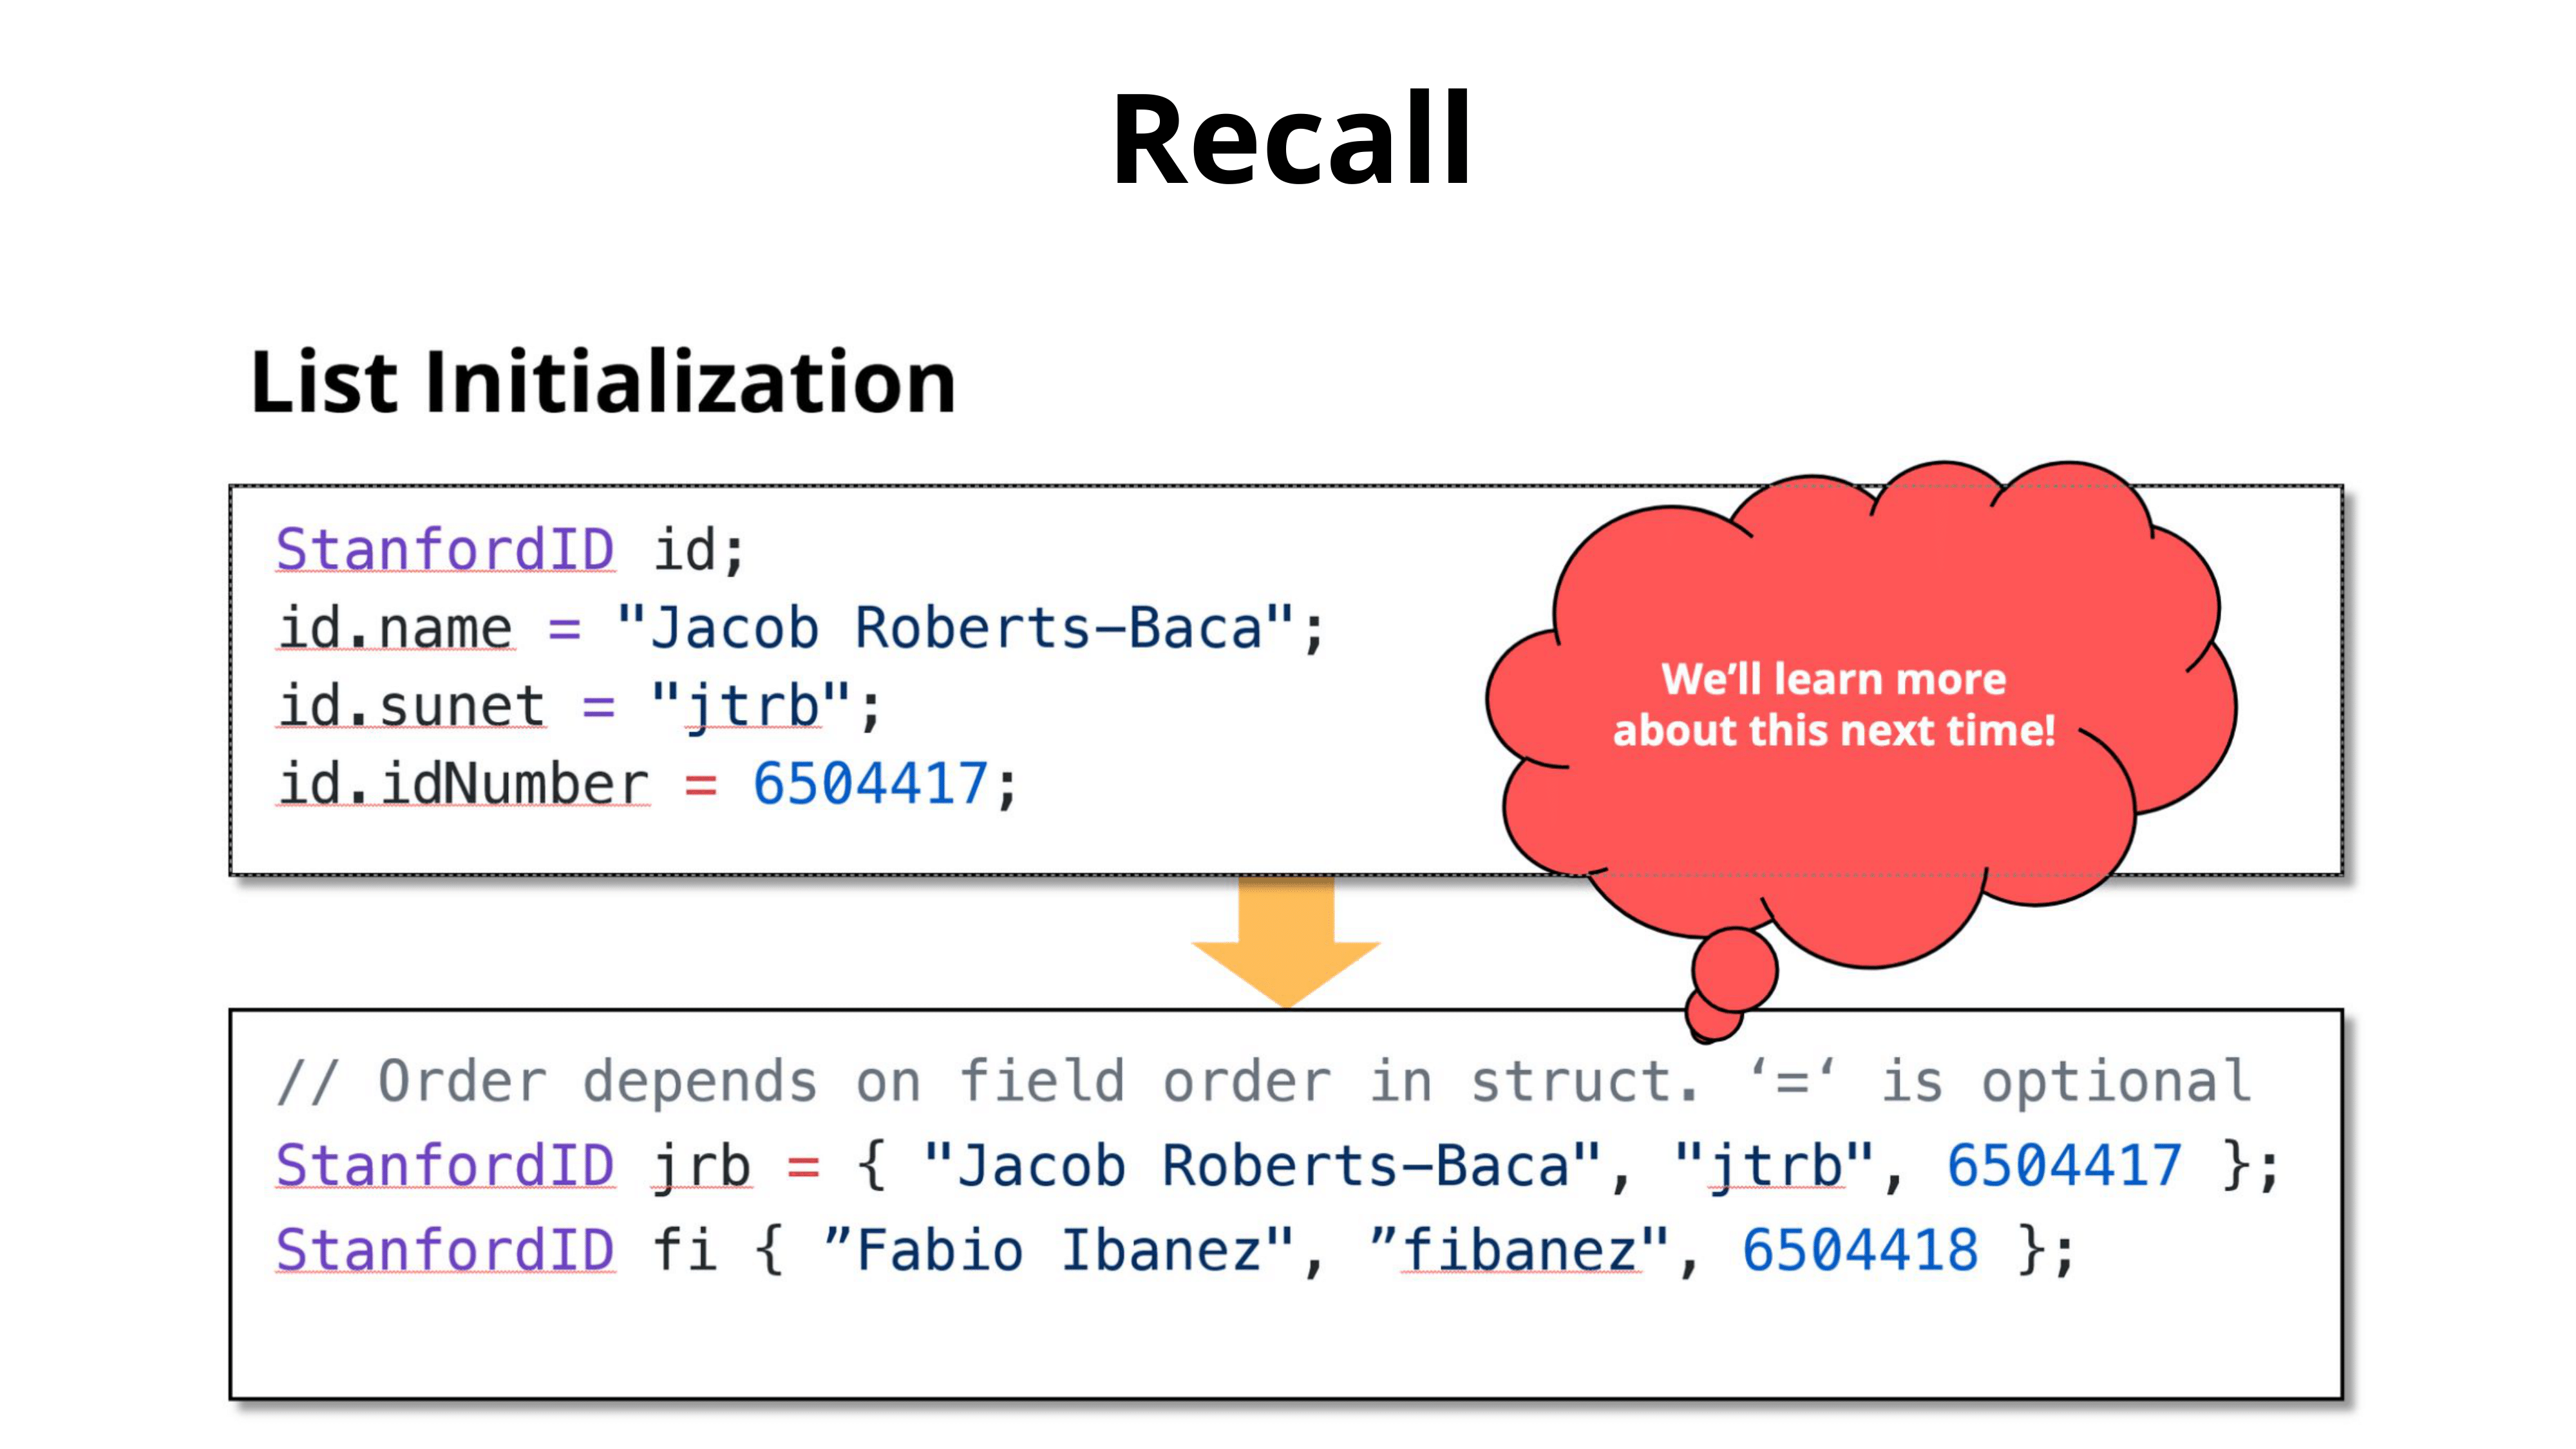 Recall
List Initialization
StanfordID id;
id.name = "Jacob Roberts-Baca";
id.sunet = "jtrb";
id.idNumber = 6504417;
We’ll learn more
about this next time!
// Order depends on field order in struct. ‘=‘ is optional
StanfordID jrb = { "Jacob Roberts-Baca", "jtrb", 6504417 };
StanfordID fi { ”Fabio Ibanez", ”fibanez", 6504418 };